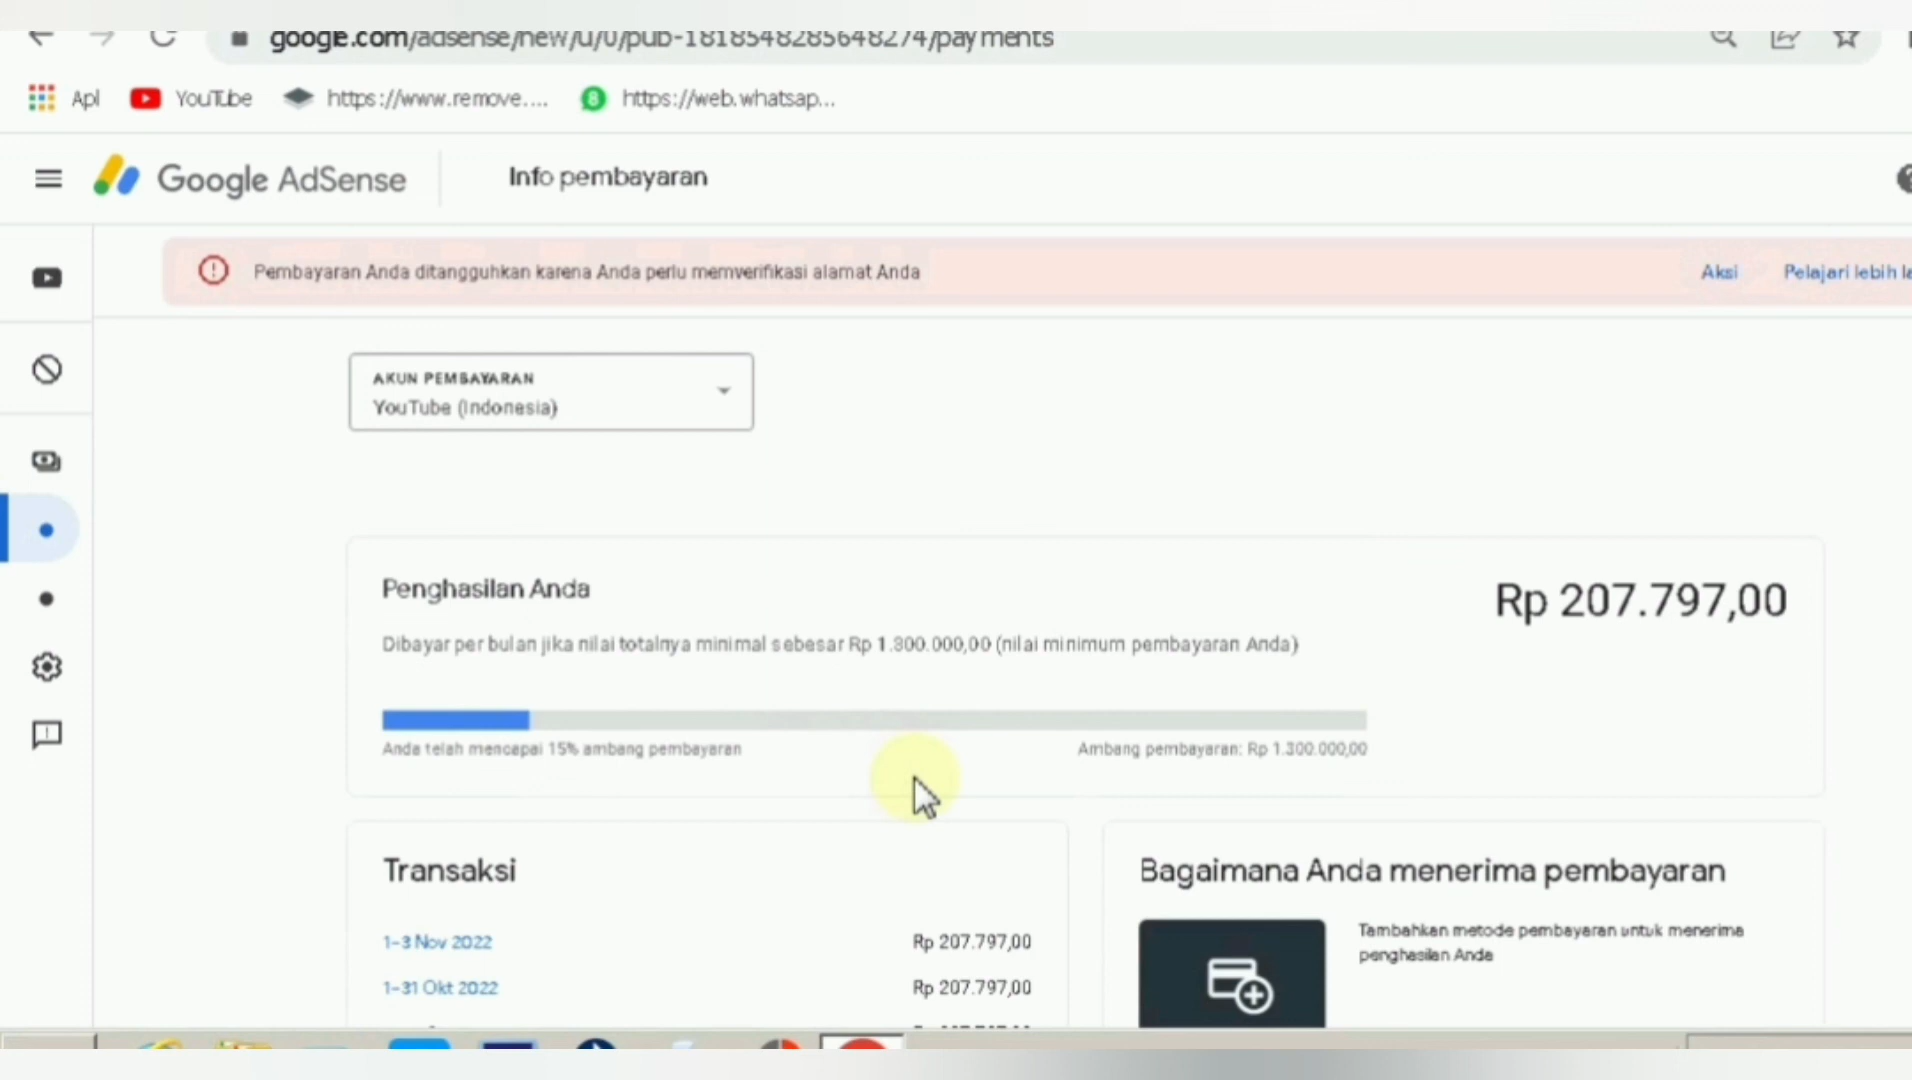 google.com/adsense/new/u/0/pub-1818548285648274/payments
Apl YouTube https://www.remove.... https://web.whatsap...
Google AdSense Info pembayaran
Pembayaran Anda ditangguhkan karena Anda perlu memverifikasi alamat Anda Aksi Pelajari lebih la
AKUN PEMBAYARAN
YouTube (Indonesia)
Penghasilan Anda
Rp 207.797,00
Dibayar per bulan jika nilai totalnya minimal sebesar Rp 1.300.000,00 (nilai minimum pembayaran Anda)
Anda telah mencapai 15% ambang pembayaran Ambang pembayaran: Rp 1.300.000,00
Transaksi
1–3 Nov 2022 Rp 207.797,00
1–31 Okt 2022 Rp 207.797,00
Bagaimana Anda menerima pembayaran
Tambahkan metode pembayaran untuk menerima
penghasilan Anda